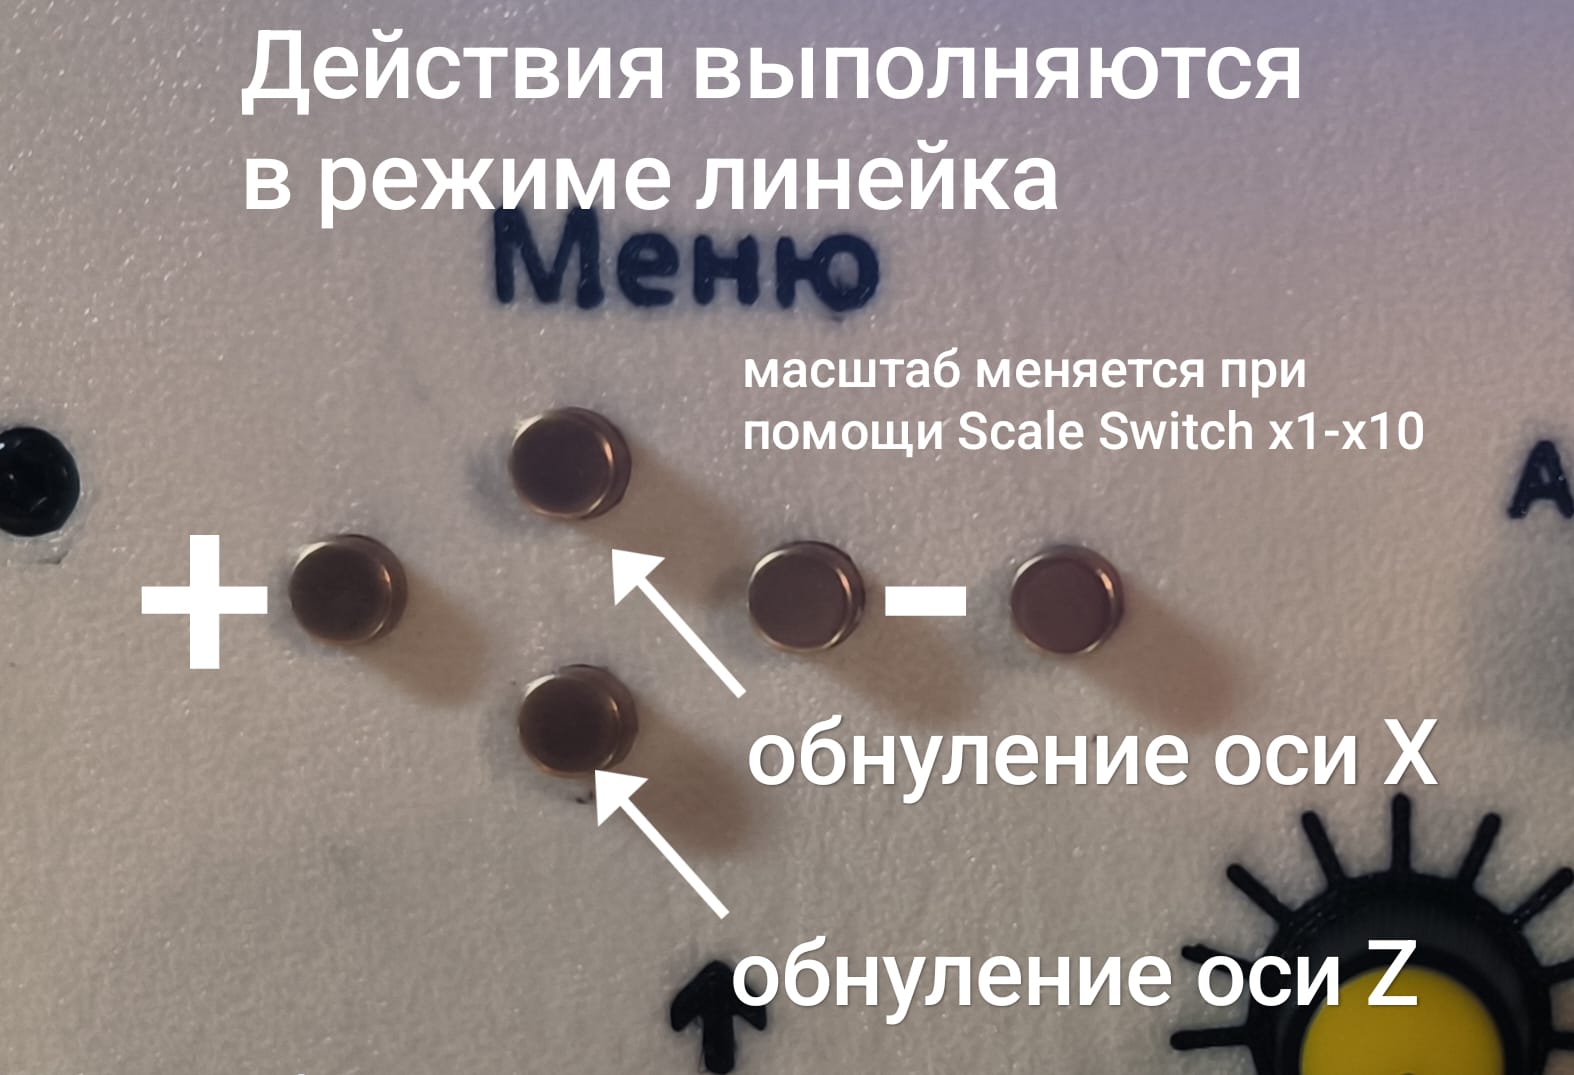 Действия выполняются
в режиме линейка
Меню
масштаб меняется при
помощи Scale Switch x1-x10
+
-
обнуление оси X
обнуление оси Z